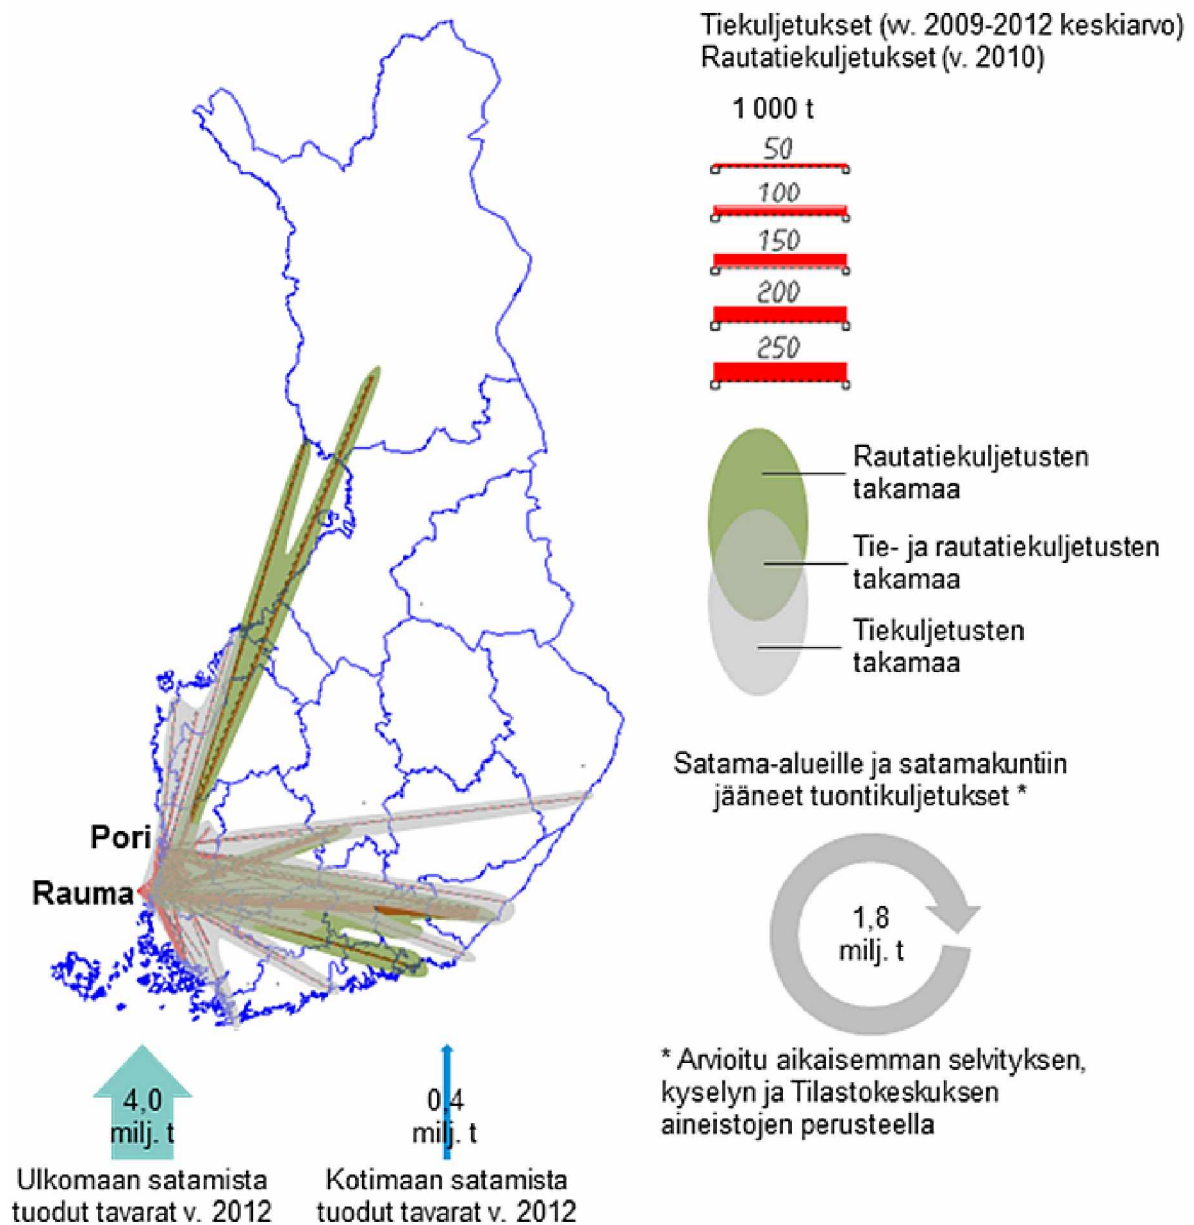 Tiekuljetukset (vv. 2009-2012 keskiarvo)
Rautatiekuljetukset (v. 2010)
1 000 t
50
100
150
200
250
Rautatiekuljetusten
takamaa
Tie- ja rautatiekuljetusten
takamaa
Tiekuljetusten
takamaa
Satama-alueille ja satamakuntiin
jääneet tuontikuljetukset *
1,8
milj. t
* Arvioitu aikaisemman selvityksen,
kyselyn ja Tilastokeskuksen
aineistojen perusteella
Pori
Rauma
4,0
milj. t
Ulkomaan satamista
tuodut tavarat v. 2012
0,4
milj. t
Kotimaan satamista
tuodut tavarat v. 2012